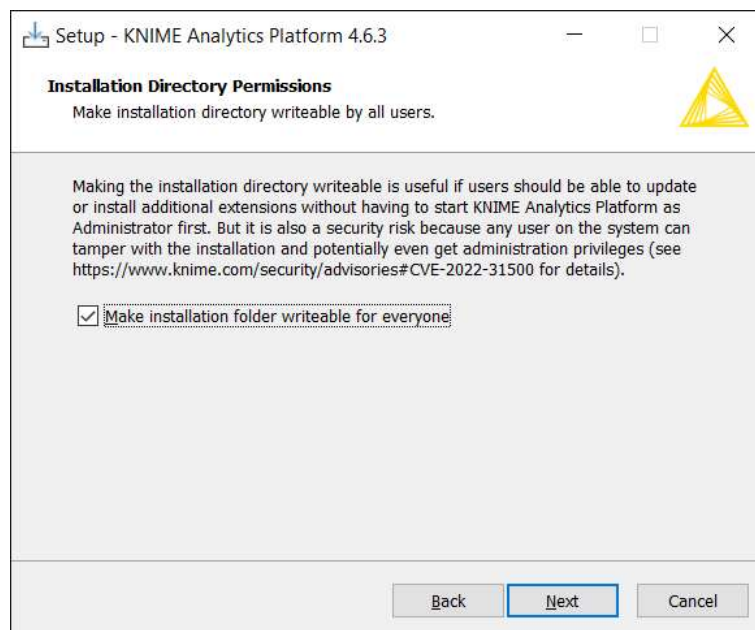 Setup - KNIME Analytics Platform 4.6.3
Installation Directory Permissions
Make installation directory writeable by all users.
Making the installation directory writeable is useful if users should be able to update
or install additional extensions without having to start KNIME Analytics Platform as
Administrator first. But it is also a security risk because any user on the system can
tamper with the installation and potentially even get administration privileges (see
https://www.knime.com/security/advisories#CVE-2022-31500 for details).
Make installation folder writeable for everyone
Back Next Cancel